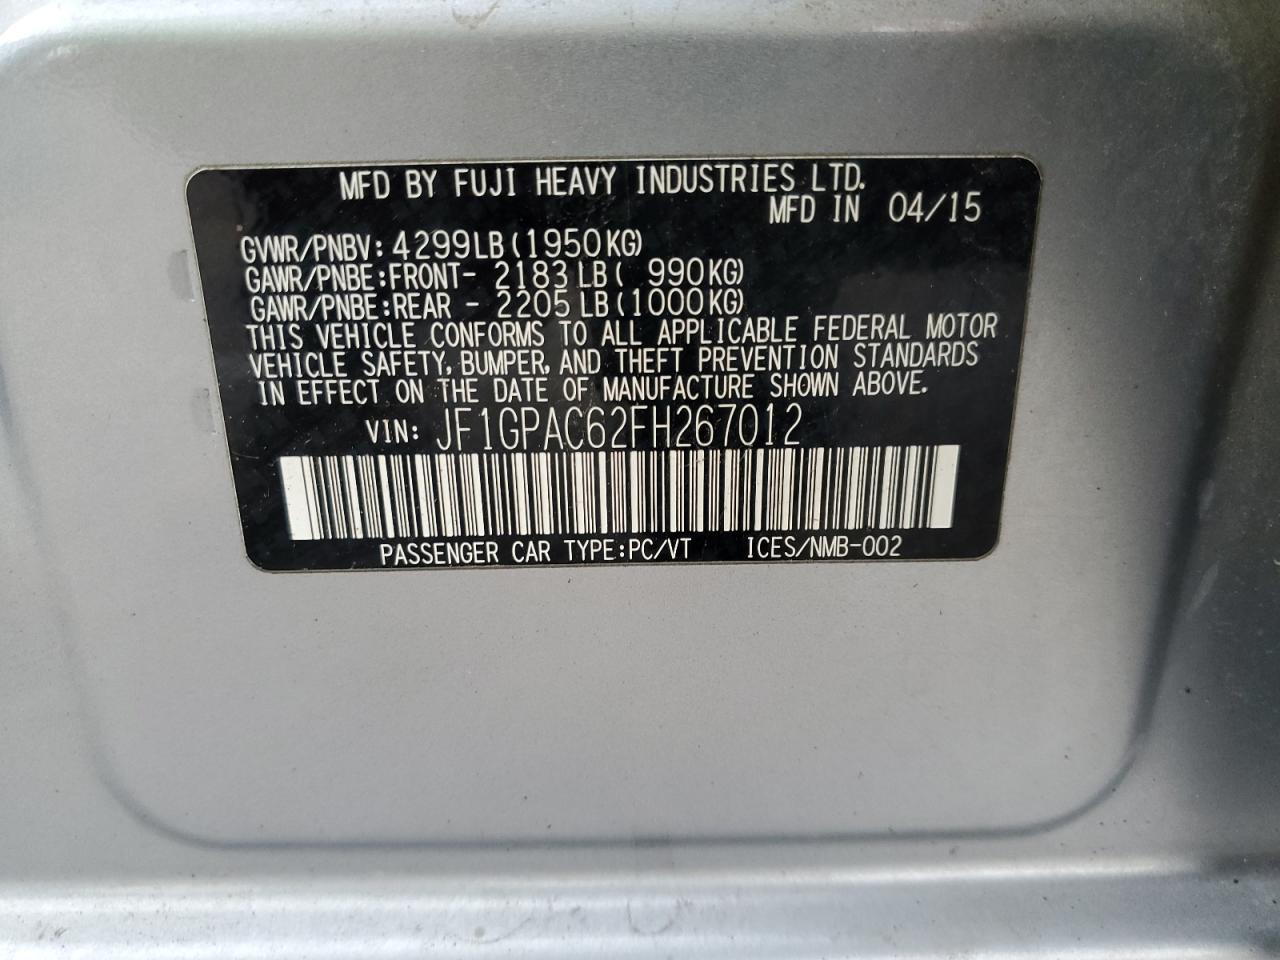 MFD BY FUJI HEAVY INDUSTRIES LTD.
MFD IN 04/15
GVWR/PNBV: 4299LB(1950KG)
GAWR/PNBE:FRONT- 2183LB( 990KG)
GAWR/PNBE:REAR - 2205LB(1000KG)
THIS VEHICLE CONFORMS TO ALL APPLICABLE FEDERAL MOTOR
VEHICLE SAFETY, BUMPER, AND THEFT PREVENTION STANDARDS
IN EFFECT ON THE DATE OF MANUFACTURE SHOWN ABOVE.
VIN: JF1GPAC62FH267012
PASSENGER CAR TYPE:PC/VT ICES/NMB-002